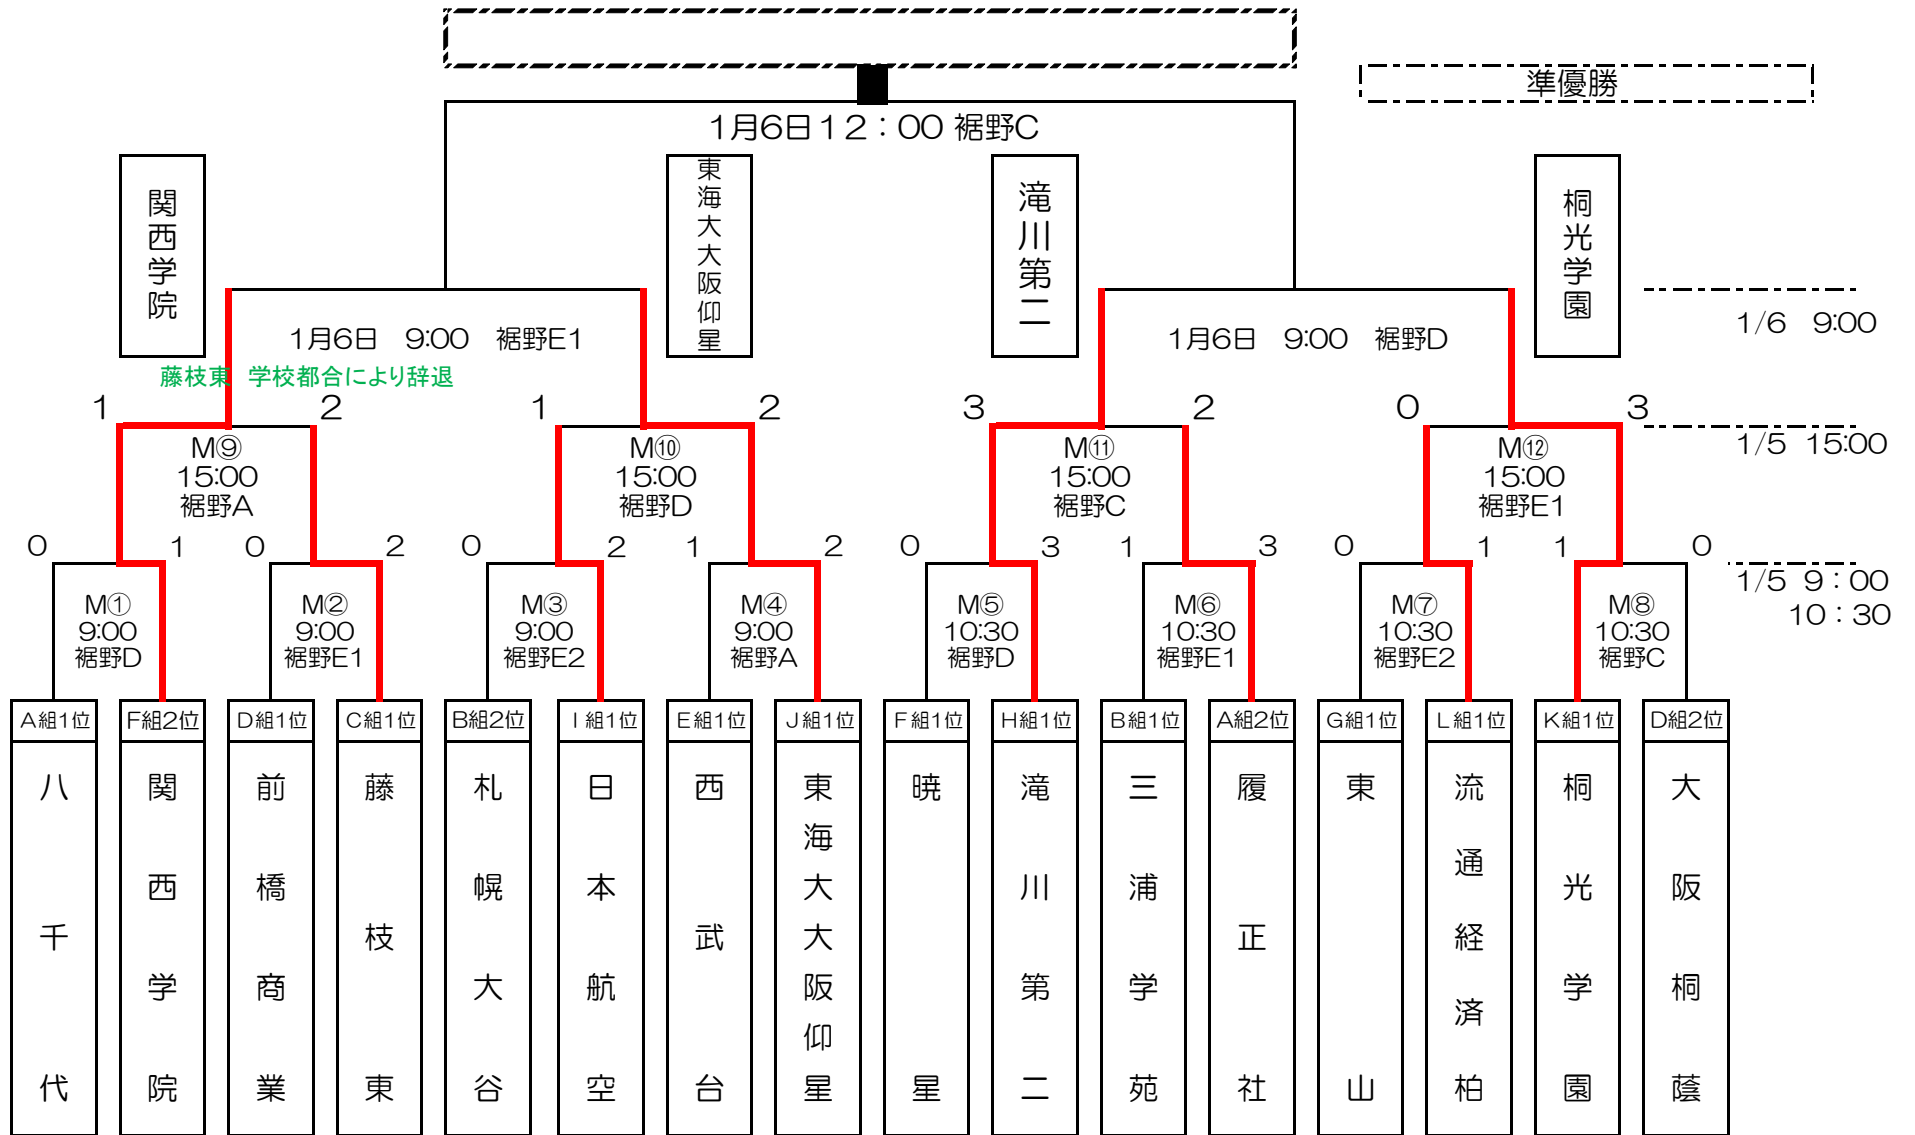 準優勝
1月6日12：00 裾野C
関西学院
東海大大阪仰星
滝川第二
桐光学園
1月6日 9:00 裾野E1
1月6日 9:00 裾野D
1/6 9:00
藤枝東 学校都合により辞退
1 2 1 2 3 2 0 3
M⑨
15:00
裾野A
M⑩
15:00
裾野D
M⑪
15:00
裾野C
M⑫
15:00
裾野E1
1/5 15:00
0 1 0 2 0 2 1 2 0 3 1 3 0 1 1 0
M①
9:00
裾野D
M②
9:00
裾野E1
M③
9:00
裾野E2
M④
9:00
裾野A
M⑤
10:30
裾野D
M⑥
10:30
裾野E1
M⑦
10:30
裾野E2
M⑧
10:30
裾野C
1/5 9：00
10：30
A組1位 F組2位 D組1位 C組1位 B組2位 I組1位 E組1位 J組1位 F組1位 H組1位 B組1位 A組2位 G組1位 L組1位 K組1位 D組2位
八千代
関西学院
前橋商業
藤枝東
札幌大谷
日本航空
西武台
東海大大阪仰星
暁星
滝川第二
三浦学苑
履正社
東山
流通経済柏
桐光学園
大阪桐蔭